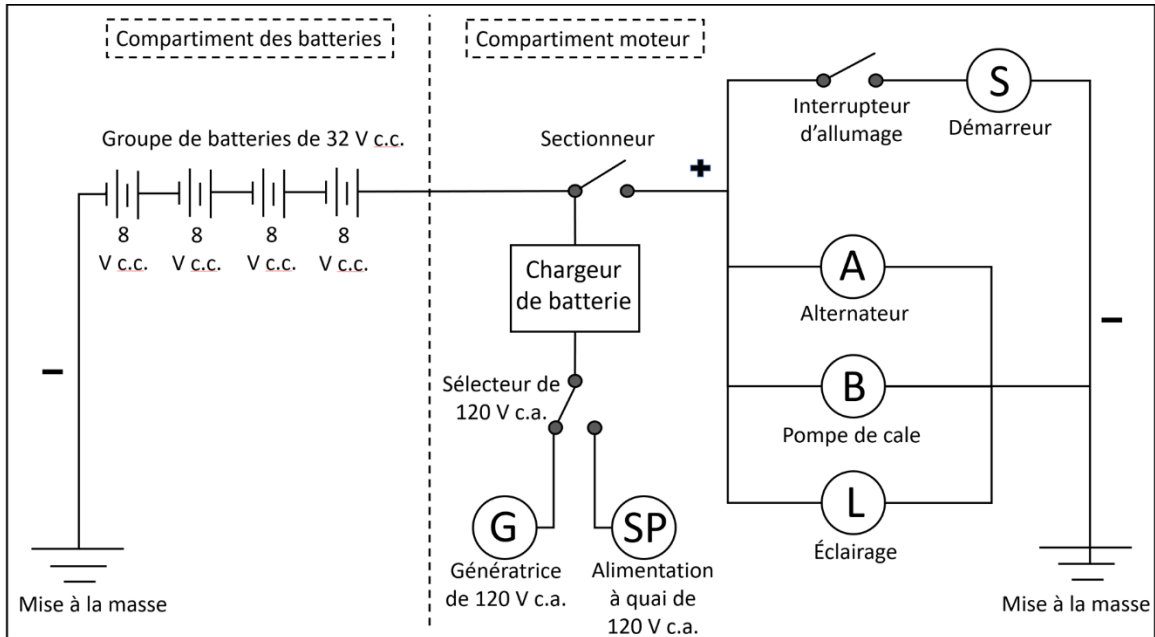 Compartiment des batteries
Compartiment moteur
Groupe de batteries de 32 V c.c.
8
V c.c.
8
V c.c.
8
V c.c.
8
V c.c.
Sectionneur
+
S
Interrupteur
d’allumage
Démarreur
Chargeur
de batterie
A
Alternateur
–
–
Sélecteur de
120 V c.a.
B
Pompe de cale
G
Génératrice
de 120 V c.a.
SP
Alimentation
à quai de
120 V c.a.
L
Éclairage
Mise à la masse
Mise à la masse